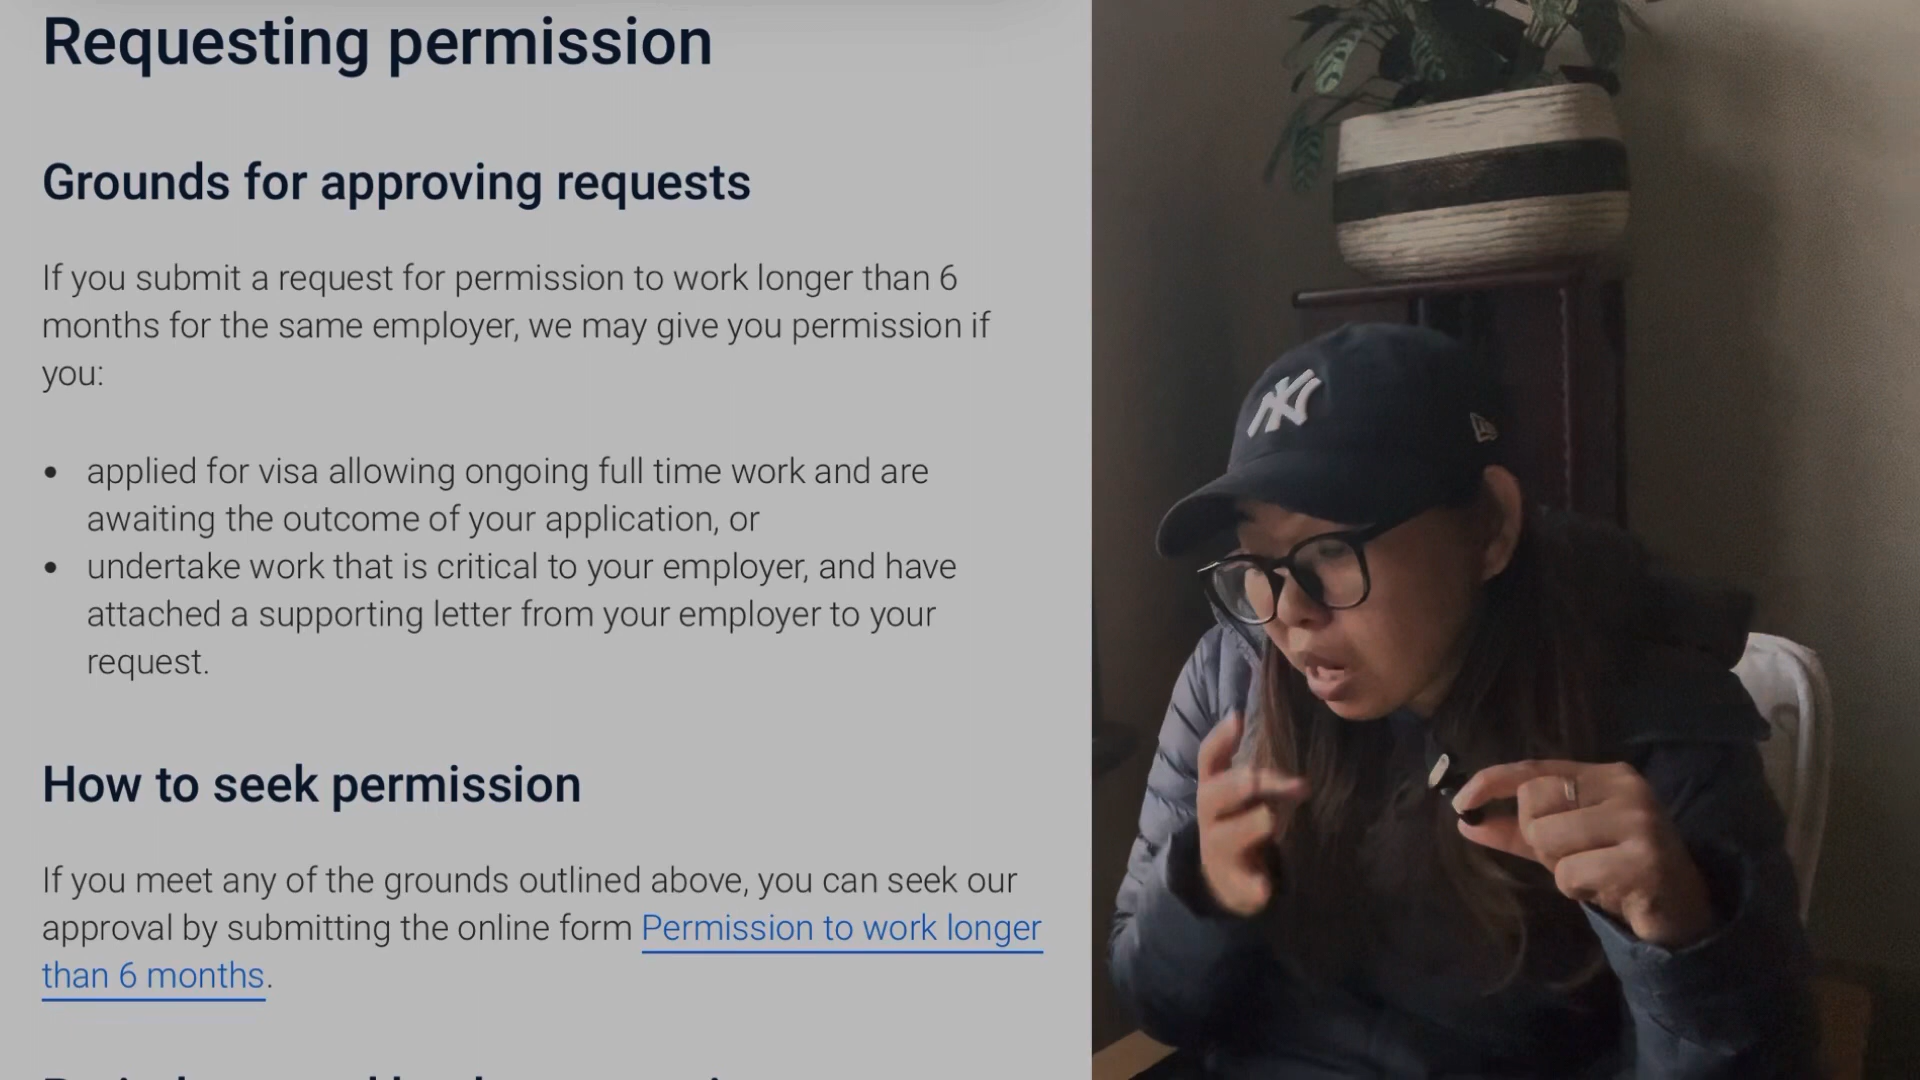 Requesting permission
Grounds for approving requests
If you submit a request for permission to work longer than 6
months for the same employer, we may give you permission if
you:
• applied for visa allowing ongoing full time work and are
awaiting the outcome of your application, or
• undertake work that is critical to your employer, and have
attached a supporting letter from your employer to your
request.
How to seek permission
If you meet any of the grounds outlined above, you can seek our
approval by submitting the online form Permission to work longer
than 6 months.
NY